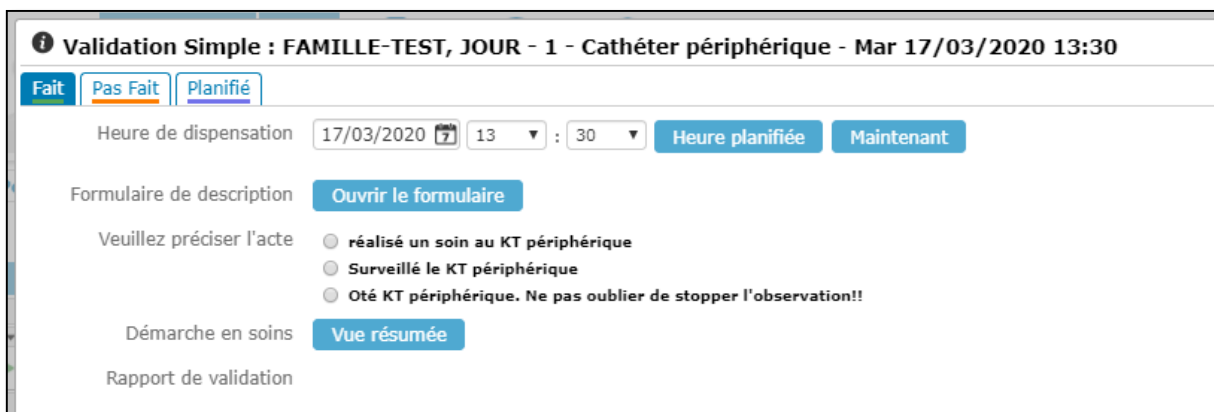 Validation Simple : FAMILLE-TEST, JOUR - 1 - Cathéter périphérique - Mar 17/03/2020 13:30
Fait Pas Fait Planifié
Heure de dispensation 17/03/2020 7 13 : 30 Heure planifiée Maintenant
Formulaire de description Ouvrir le formulaire
Veuillez préciser l'acte réalisé un soin au KT périphérique
Surveillé le KT périphérique
Oté KT périphérique. Ne pas oublier de stopper l'observation!!
Démarche en soins Vue résumée
Rapport de validation